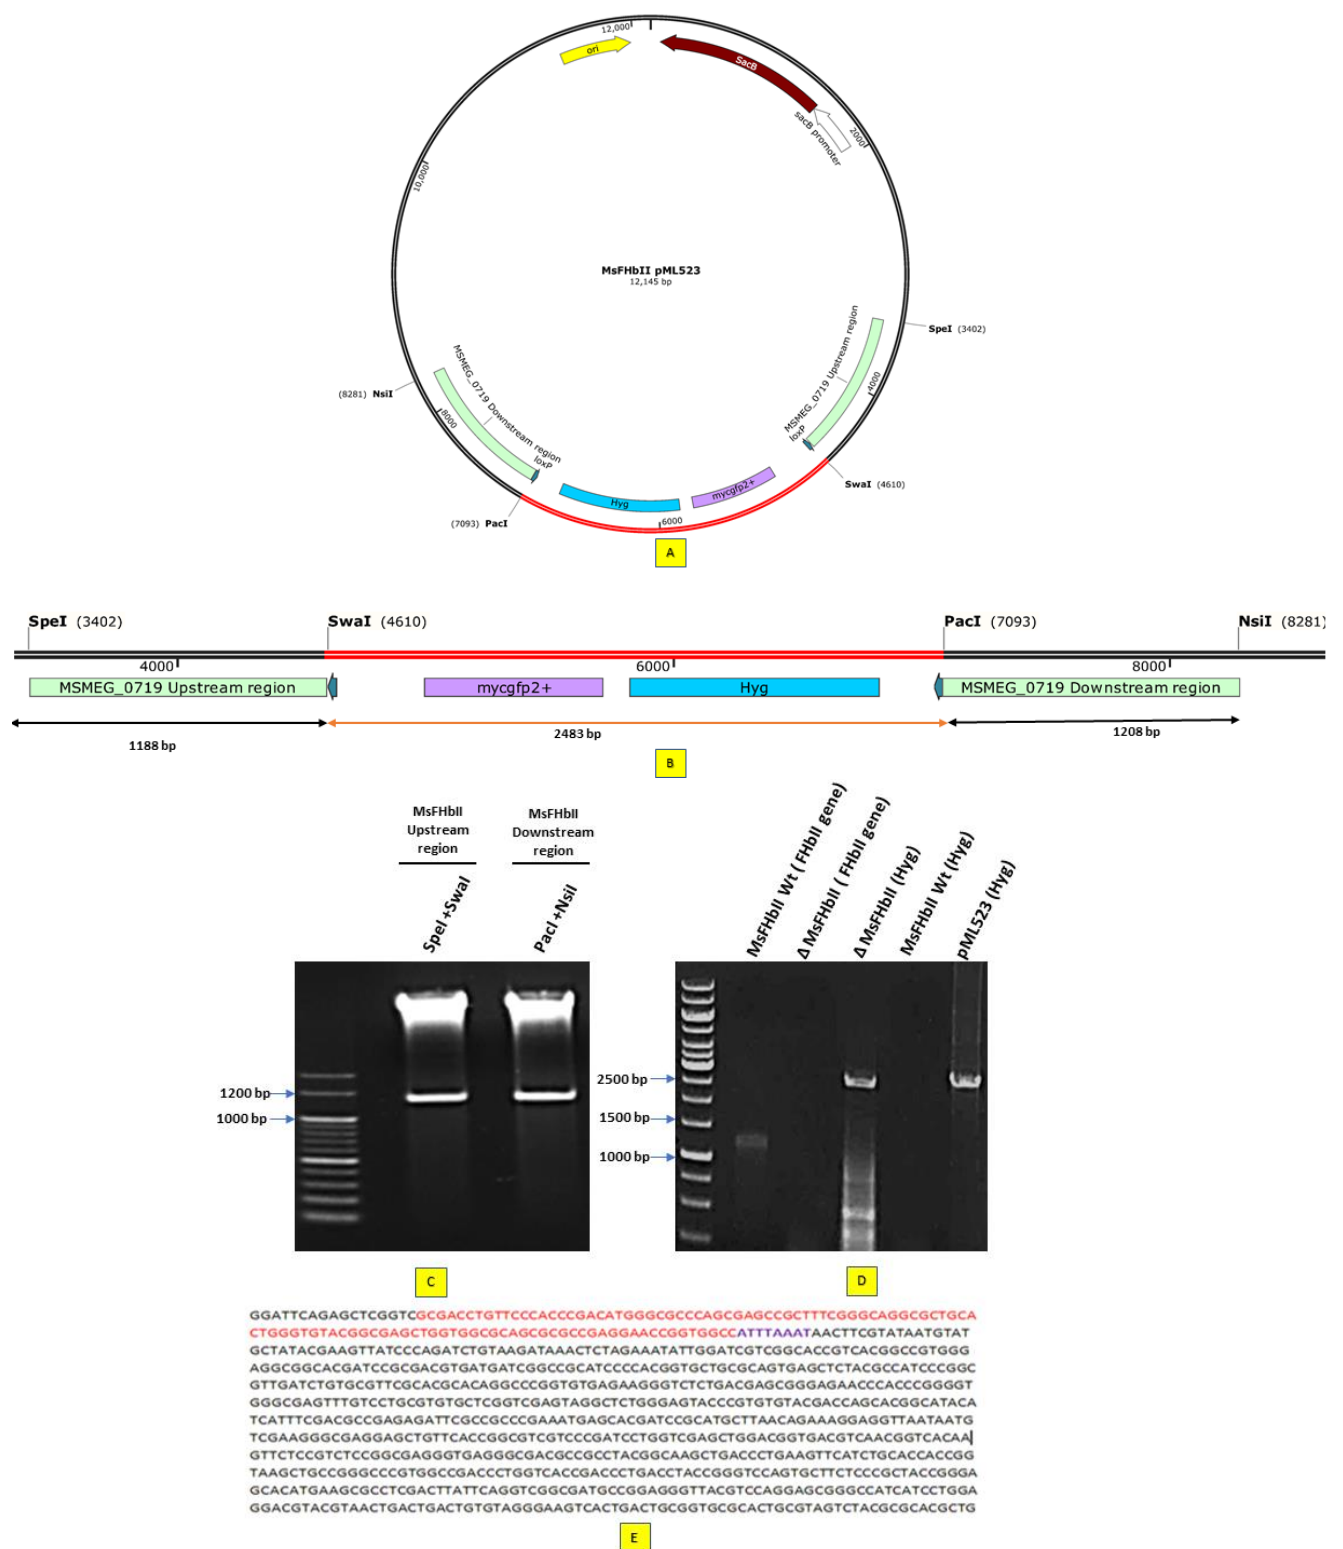 12,000
ori
SacB
sacB promoter
2000
10,000
MsFHbII pML523
12,145 bp
SpeI (3402)
MSMEG_0719 Upstream region
4000
loxP
(8281) NsiI
MSMEG_0719 Downstream region
8000
loxP
SwaI (4610)
Hyg
mycgfp2+
6000
(7093) PacI
A
SpeI (3402) SwaI (4610) PacI (7093) NsiI (8281)
4000 6000 8000
MSMEG_0719 Upstream region mycgfp2+ Hyg MSMEG_0719 Downstream region
1188 bp 2483 bp 1208 bp
B
MsFHbII Upstream region
MsFHbII Downstream region
SpeI +SwaI
PacI +NsiI
MsFHbII Wt ( FHbII gene)
Δ MsFHbII ( FHbII gene)
Δ MsFHbII (Hyg)
MsFHbII Wt (Hyg)
pML523 (Hyg)
1200 bp
1000 bp
2500 bp
1500 bp
1000 bp
C
D
GGATTCAGAGCTCGGTCGCGACCTGTTCCCACCCGACATGGGCGCCCAGCGAGCCGCTTTCGGGCAGGCGCTGCA
CTGGGTGTACGGCGAGCTGGTGGCGCAGCGCGCCGAGGAACCGGTGGCCATTTAAATAACTTCGTATAATGTAT
GCTATACGAAGTTATCCCAGATCTGTAAGATAAACTCTAGAAATATTGGATCGTCGGCACCGTCACGGCCGTGGG
AGGCGGCACGATCCGCGACGTGATGATCGGCCGCATCCCCACGGTGCTGCGCAGTGAGCTCTACGCCATCCCGGC
GTTGATCTGTGCGTTCGCACGCACAGGCCCGGTGTGAGAAGGGTCTCTGACGAGCGGGAGAACCCACCCGGGGT
GGGCGAGTTTGTCCTGCGTGTGCTCGGTCGAGTAGGCTCTGGGAGTACCCGTGTGTACGACCAGCACGGCATACA
TCATTTCGACGCCGAGAGATTCGCCGCCCGAAATGAGCACGATCCGCATGCTTAACAGAAAGGAGGTTAATAATG
TCGAAGGGCGAGGAGCTGTTCACCGGCGTCGTCCCGATCCTGGTCGAGCTGGACGGTGACGTCAACGGTCACAA
GTTCTCCGTCTCCGGCGAGGGTGAGGGCGACGCCGCCTACGGCAAGCTGACCCTGAAGTTCATCTGCACCACCGG
TAAGCTGCCGGGCCCGTGGCCGACCCTGGTCACCGACCCTGACCTACCGGGTCCAGTGCTTCTCCCGCTACCGGGA
GCACATGAAGCGCCTCGACTTATTCAGGTCGGCGATGCCGGAGGGTTACGTCCAGGAGCGGGCCATCATCCTGGA
GGACGTACGTAACTGACTGACTGTGTAGGGAAGTCACTGACTGCGGTGCGCACTGCGTAGTCTACGCGCACGCTG
E